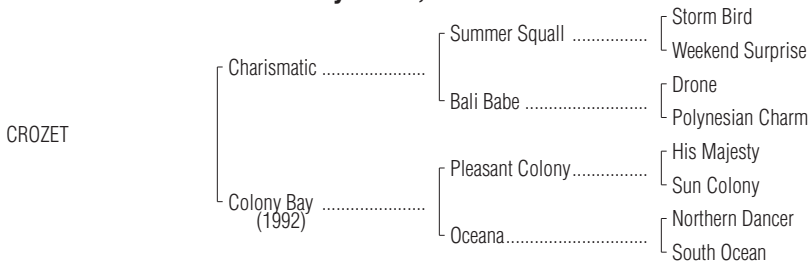 Storm Bird
Summer Squall ................
Weekend Surprise
Charismatic ......................
Drone
Bali Babe ..........................
Polynesian Charm
CROZET
His Majesty
Pleasant Colony................
Sun Colony
Colony Bay ......................
(1992)
Northern Dancer
Oceana..............................
South Ocean